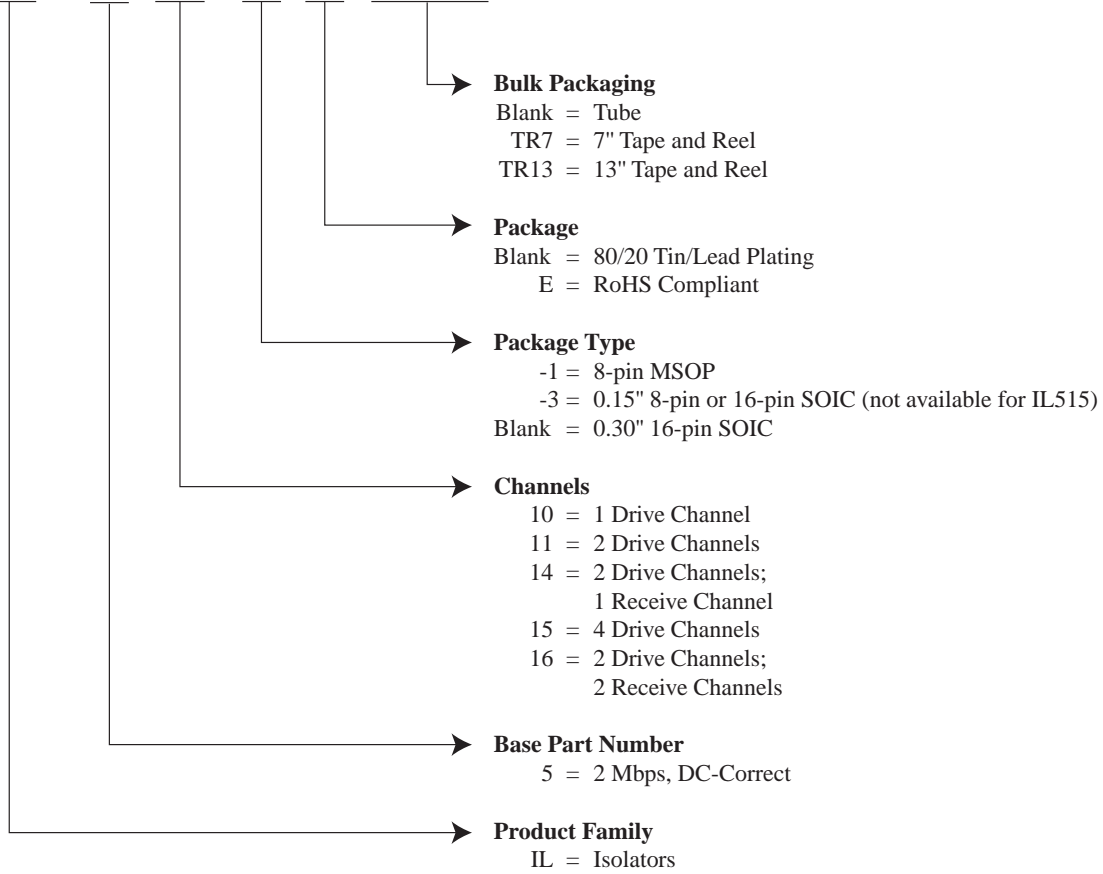 Bulk Packaging
Blank = Tube
TR7 = 7" Tape and Reel
TR13 = 13" Tape and Reel
Package
Blank = 80/20 Tin/Lead Plating
E = RoHS Compliant
Package Type
-1 = 8-pin MSOP
-3 = 0.15" 8-pin or 16-pin SOIC (not available for IL515)
Blank = 0.30" 16-pin SOIC
Channels
10 = 1 Drive Channel
11 = 2 Drive Channels
14 = 2 Drive Channels;
1 Receive Channel
15 = 4 Drive Channels
16 = 2 Drive Channels;
2 Receive Channels
Base Part Number
5 = 2 Mbps, DC-Correct
Product Family
IL = Isolators